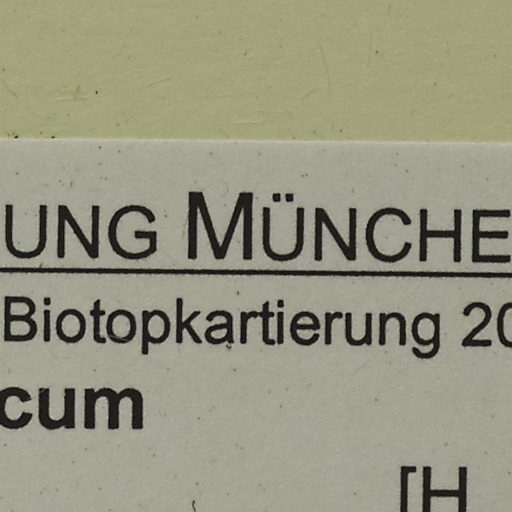 UNG MÜNCHE
Biotopkartierung 20
cum
[H